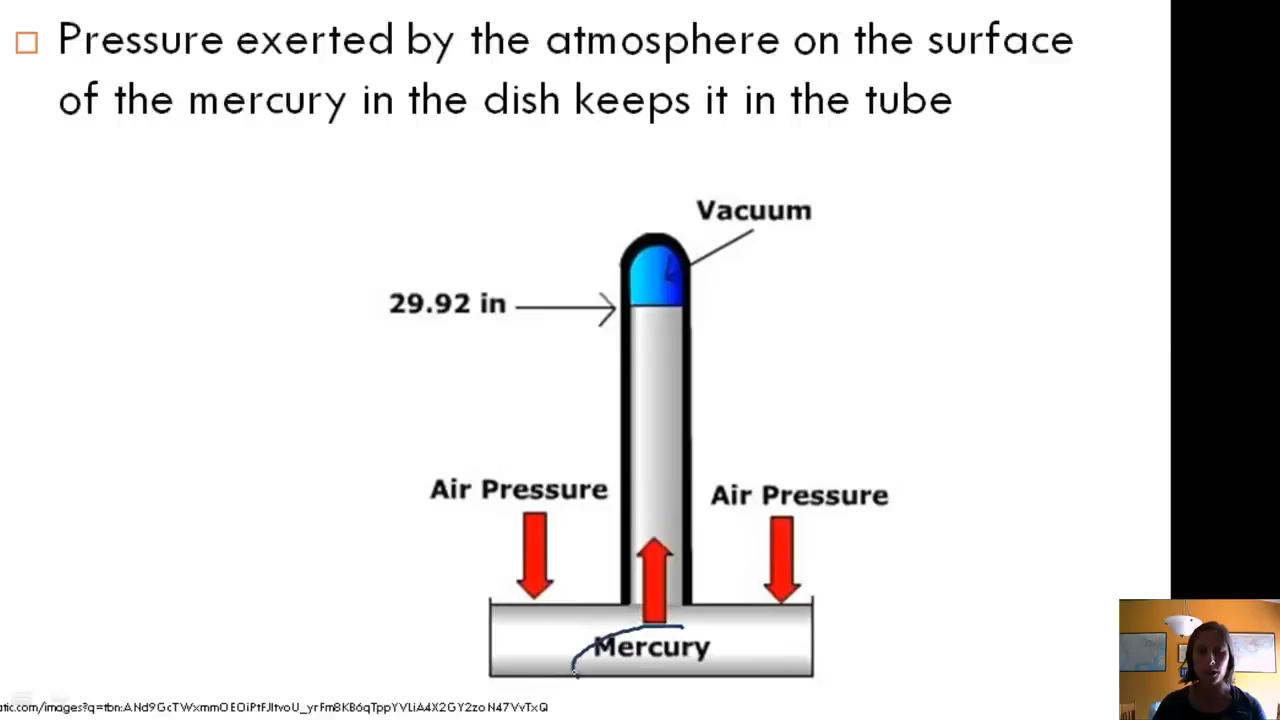 Pressure exerted by the atmosphere on the surface
of the mercury in the dish keeps it in the tube
Vacuum
29.92 in
Air Pressure
Air Pressure
Mercury